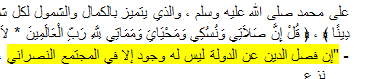 على محمد صلى الله عليه وسلم ، والذي يتميز بالكمال والشمول لكل ش
دِينًا ﴾ ، ﴿ قُلْ إِنَّ صَلَاتِي وَنُسُكِي وَمَحْيَايَ وَمَمَاتِي لِلَّهِ رَبِّ الْعَالَمِينَ * لَا
- "إن فصل الدين عن الدولة ليس له وجود إلا في المجتمع النصراني ،